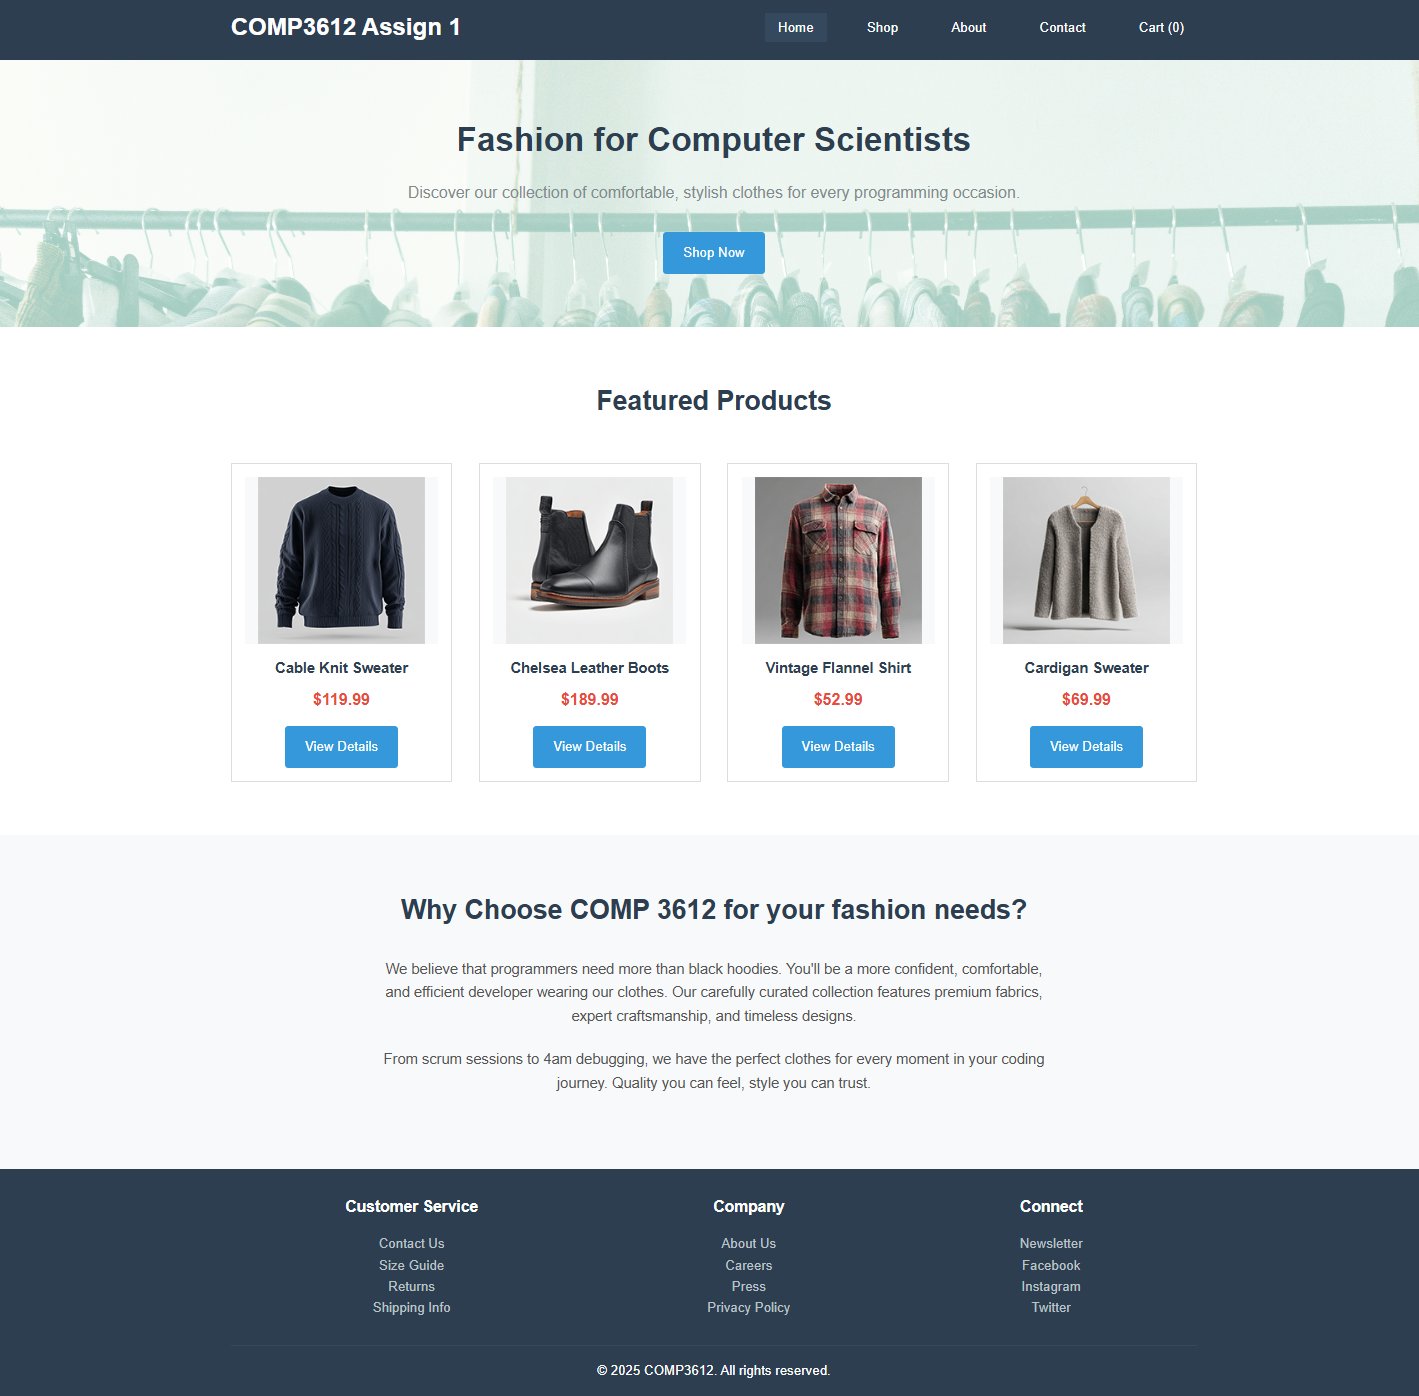 COMP3612 Assign 1
Home Shop About Contact Cart (0)
Fashion for Computer Scientists
Discover our collection of comfortable, stylish clothes for every programming occasion.
Shop Now
Featured Products
Cable Knit Sweater
$119.99
View Details
Chelsea Leather Boots
$189.99
View Details
Vintage Flannel Shirt
$52.99
View Details
Cardigan Sweater
$69.99
View Details
Why Choose COMP 3612 for your fashion needs?
We believe that programmers need more than black hoodies. You'll be a more confident, comfortable,
and efficient developer wearing our clothes. Our carefully curated collection features premium fabrics,
expert craftsmanship, and timeless designs.
From scrum sessions to 4am debugging, we have the perfect clothes for every moment in your coding
journey. Quality you can feel, style you can trust.
Customer Service
Contact Us
Size Guide
Returns
Shipping Info
Company
About Us
Careers
Press
Privacy Policy
Connect
Newsletter
Facebook
Instagram
Twitter
© 2025 COMP3612. All rights reserved.